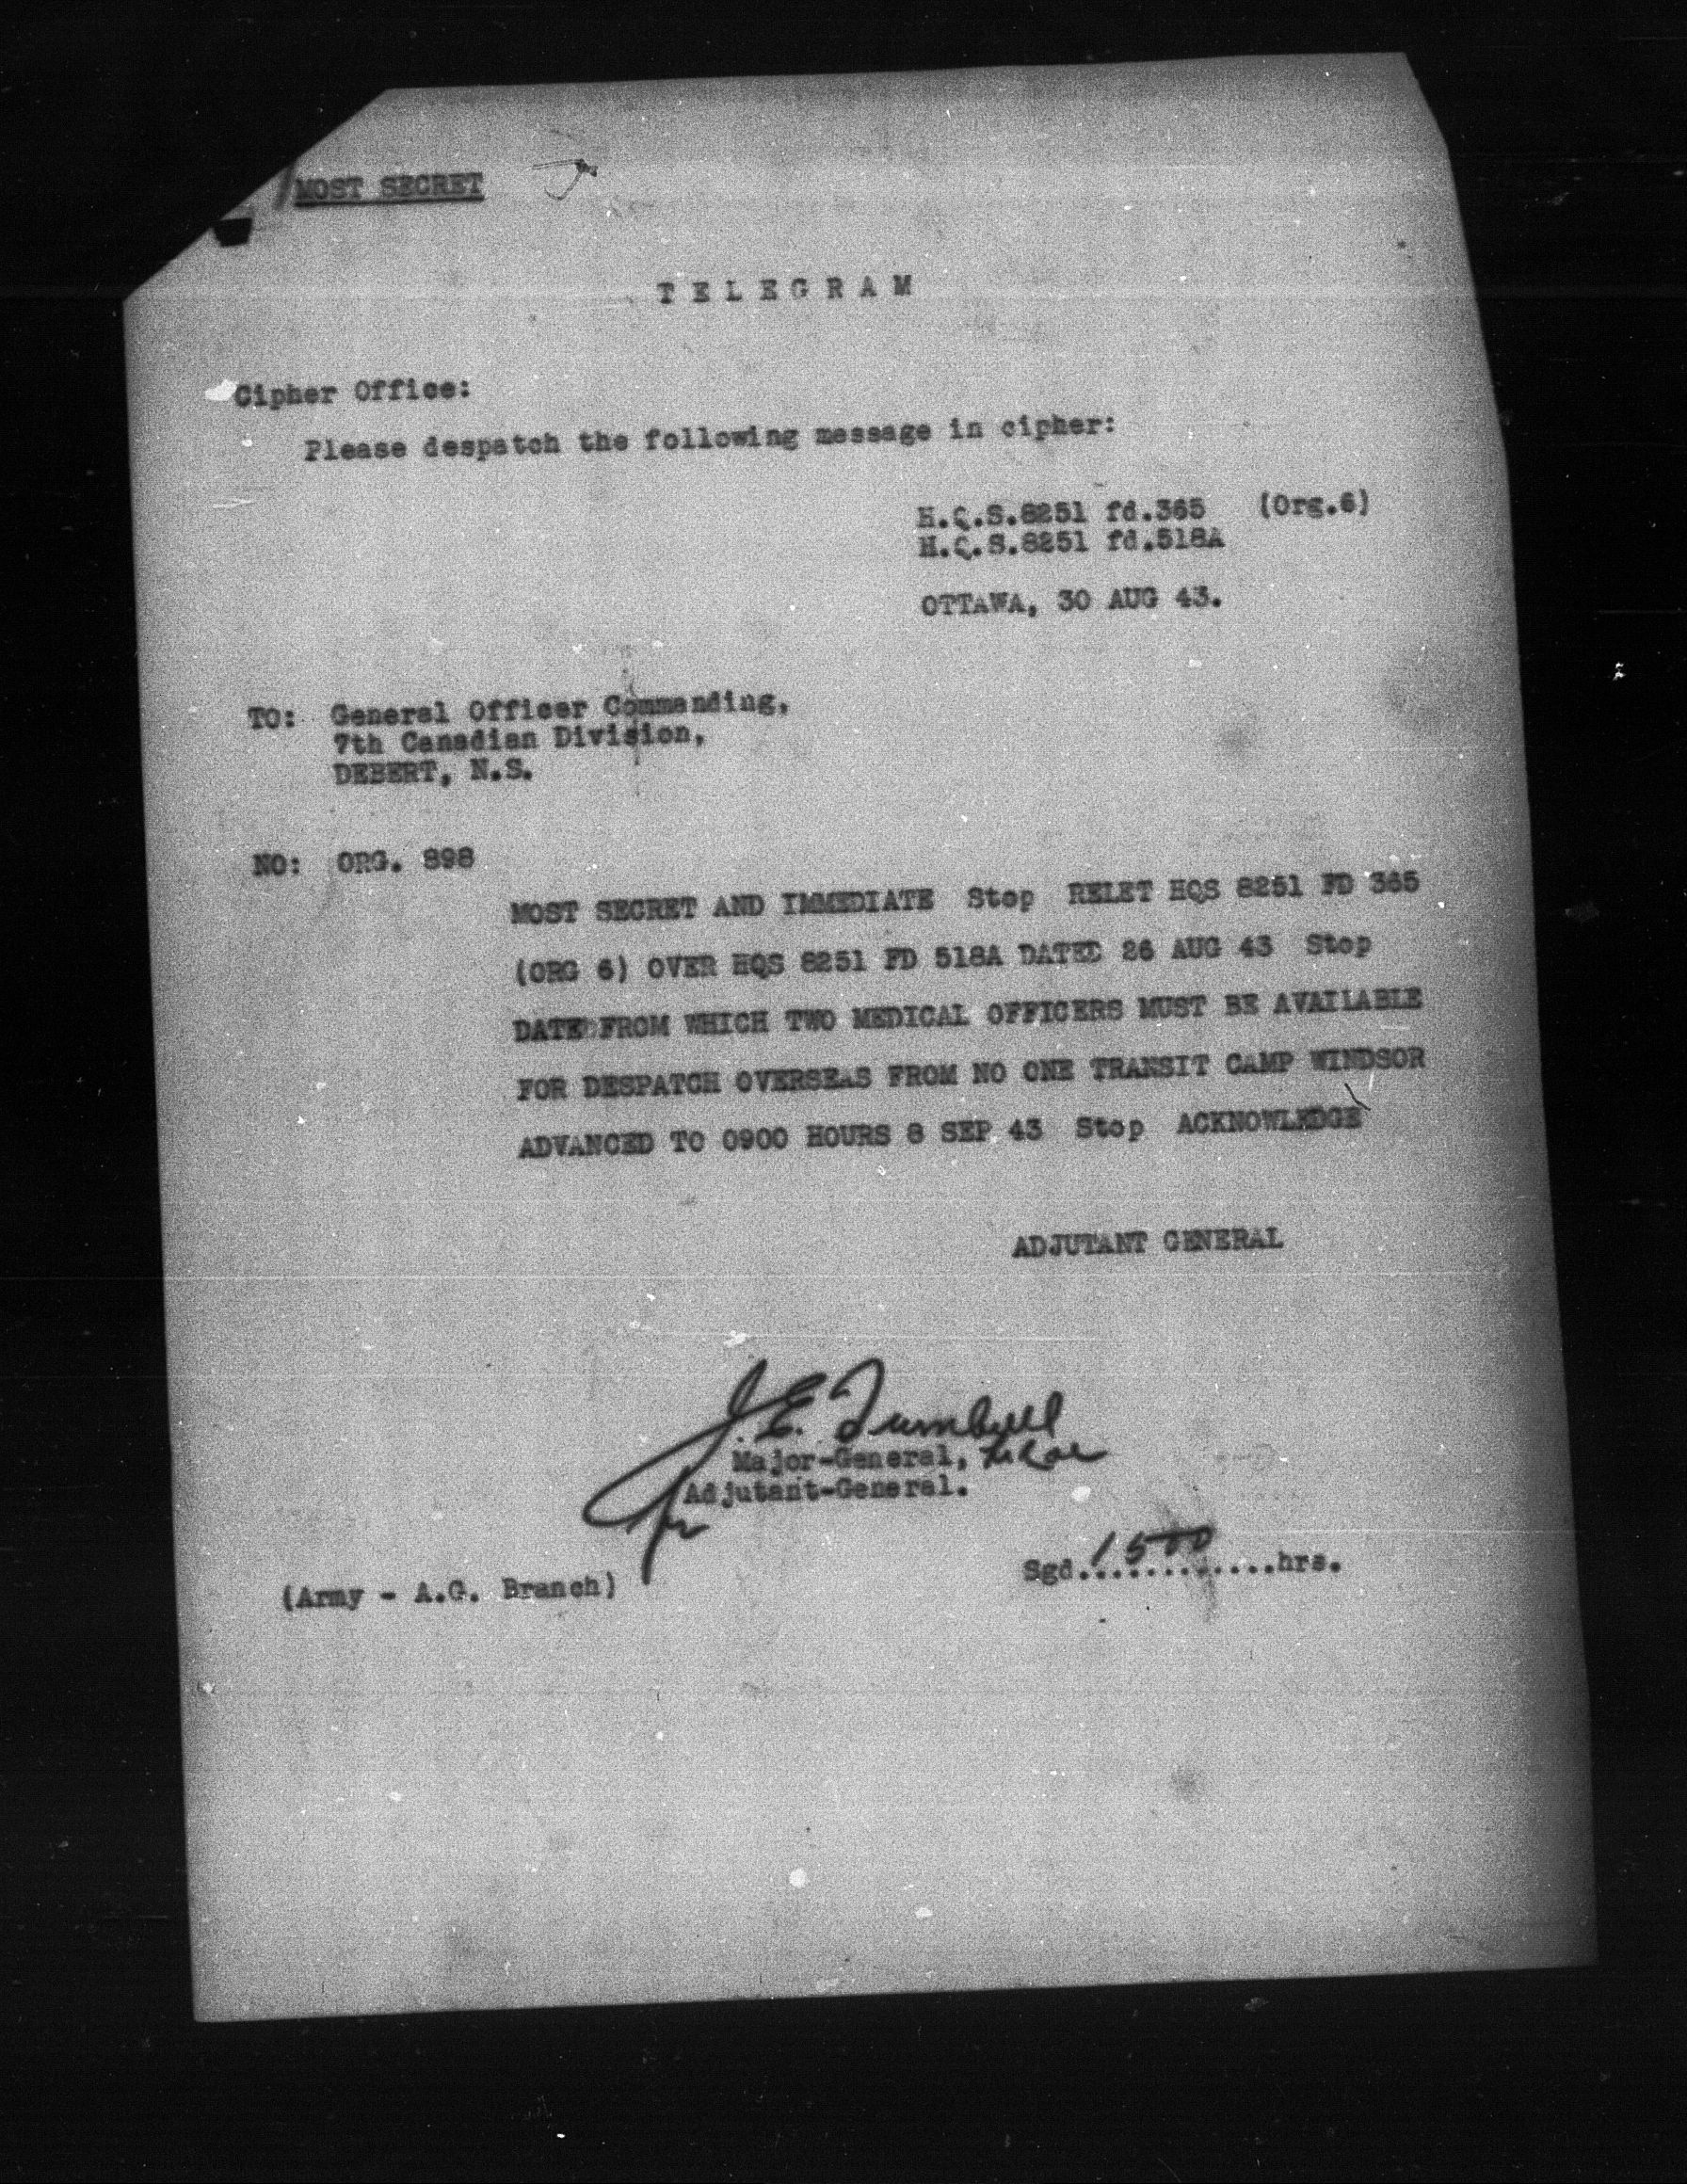 MOST SECRET
TELEGRAM
Cipher Office:
Please despatch the following message in cipher:
H.Q.S.8251 fd.365 (Org.6)
H.Q.S.8251 fd.518A
OTTAWA, 30 AUG 43.
TO: General Officer Commanding,
7th Canadian Division,
DEBERT, N.S.
NO: ORG. 898
MOST SECRET AND IMMEDIATE Stop RELET HQS 8251 FD 365
(ORG 6) OVER HQS 8251 FD 518A DATED 26 AUG 43 Stop
DATE FROM WHICH TWO MEDICAL OFFICERS MUST BE AVAILABLE
FOR DESPATCH OVERSEAS FROM NO ONE TRANSIT CAMP WINDSOR
ADVANCED TO 0900 HOURS 8 SEP 43 Stop ACKNOWLEDGE
ADJUTANT GENERAL
J. E. Turnbull
Major-General,
Adjutant-General.
for
Sgd. 1500 ............hrs.
(Army - A.G. Branch)